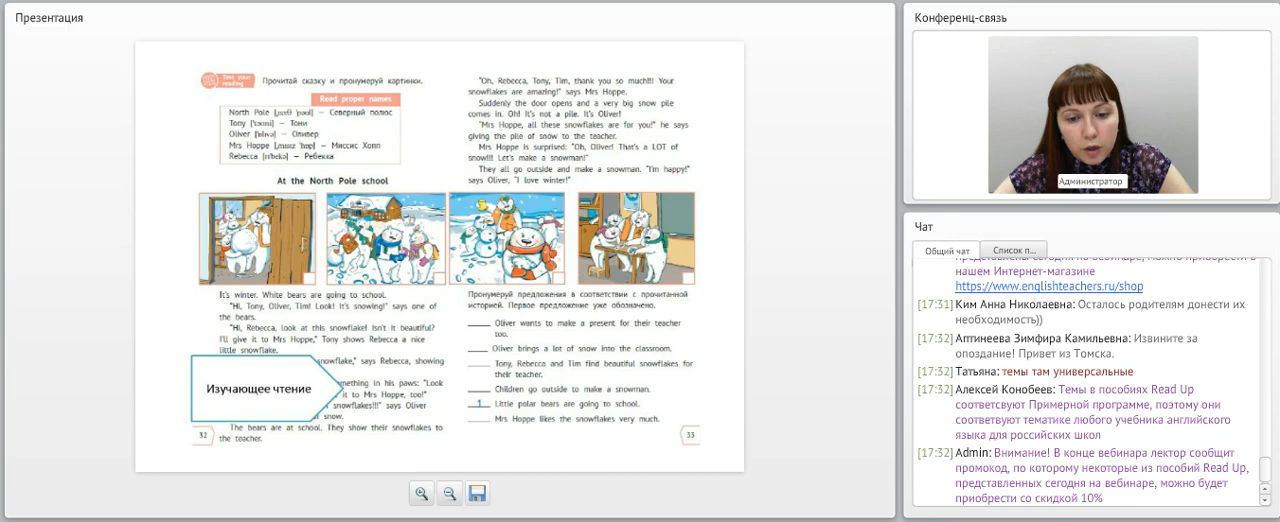 Презентация
Test your
reading
Прочитай сказку и пронумеруй картинки.
Read proper names
North Pole — Северный полюс
Tony — Тони
Oliver — Оливер
Mrs Hoppe — Миссис Хопп
Rebecca — Ребекка
At the North Pole school
It's winter. White bears are going to school.
"Hi, Tony, Oliver, Tim! Look! It's snowing!" says one of
the bears.
"Hi, Rebecca, look at this snowflake! Isn't it beautiful?
I'll give it to Mrs Hoppe," Tony shows Rebecca a nice
little snowflake.
snowflake," says Rebecca, showing
mething in his paws: "Look
it to Mrs Hoppe, too!"
snowflakes!!!" says Oliver
snow.
The bears are at school. They show their snowflakes to
the teacher.
Изучающее чтение
32
"Oh, Rebecca, Tony, Tim, thank you so much!!! Your
snowflakes are amazing!" says Mrs Hoppe.
Suddenly the door opens and a very big snow pile
comes in. Oh! It's not a pile. It's Oliver!
"Mrs Hoppe, all these snowflakes are for you!" he says
giving the pile of snow to the teacher.
Mrs Hoppe is surprised: "Oh, Oliver! That's a LOT of
snow!!! Let's make a snowman!"
They all go outside and make a snowman. "I'm happy!"
says Oliver, "I love winter!"
Пронумеруй предложения в соответствии с прочитанной
историей. Первое предложение уже обозначено.
Oliver wants to make a present for their teacher
too.
Oliver brings a lot of snow into the classroom.
Tony, Rebecca and Tim find beautiful snowflakes for
their teacher.
Children go outside to make a snowman.
1 Little polar bears are going to school.
Mrs Hoppe likes the snowflakes very much.
33
Конференц-связь
Администратор
Чат
Общий чат
Список п...
нашем Интернет-магазине
https://www.englishteachers.ru/shop
[17:31] Ким Анна Николаевна: Осталось родителям донести их
необходимость))
[17:32] Аптинеева Зимфира Камильевна: Извините за
опоздание! Привет из Томска.
[17:32] Татьяна: темы там универсальные
[17:32] Алексей Конобеев: Темы в пособиях Read Up
соответсвуют Примерной программе, поэтому они
соответвуют тематике любого учебника английского
языка для российских школ
[17:32] Admin: Внимание! В конце вебинара лектор сообщит
промокод, по которому некоторые из пособий Read Up,
представленных сегодня на вебинаре, можно будет
приобрести со скидкой 10%